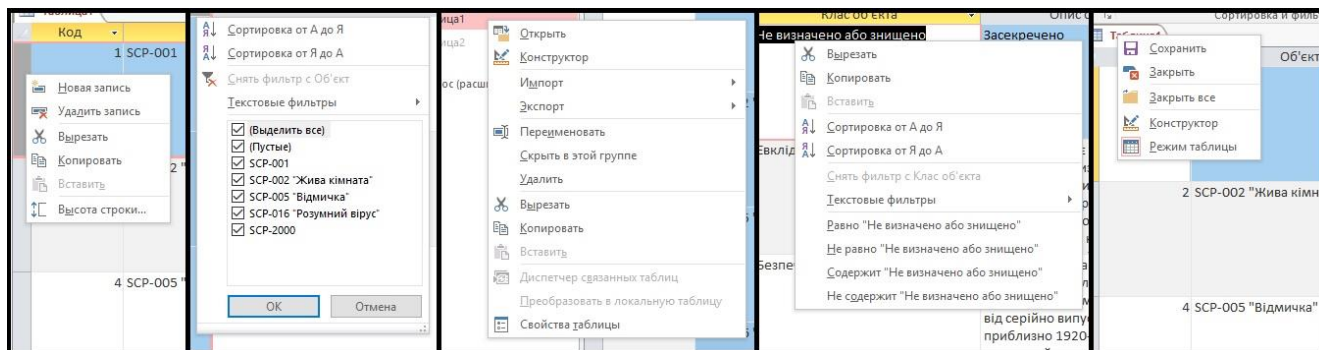 Код
1 SCP-001
Новая запись
Удалить запись
Вырезать
Копировать
Вставить
Высота строки...
2 "
4 SCP-005 "
Сортировка от А до Я
Сортировка от Я до А
Снять фильтр с Об'єкт
Текстовые фильтры
(Выделить все)
(Пустые)
SCP-001
SCP-002 "Жива кімната"
SCP-005 "Відмичка"
SCP-016 "Розумний вірус"
SCP-2000
ОК
Отмена
Открыть
Конструктор
Импорт
Экспорт
Переименовать
Скрыть в этой группе
Удалить
Вырезать
Копировать
Вставить
Диспетчер связанных таблиц
Преобразовать в локальную таблицу
Свойства таблицы
Клас об'єкта
Не визначено або знищено
Засекречено
Вырезать
Копировать
Вставить
Сортировка от А до Я
Сортировка от Я до А
Снять фильтр с Клас об'єкта
Текстовые фильтры
Равно "Не визначено або знищено"
Не равно "Не визначено або знищено"
Содержит "Не визначено або знищено"
Не содержит "Не визначено або знищено"
від серійно випу
приблизно 1920-
Сортировка и филь
Об'єкт
Сохранить
Закрыть
Закрыть все
Конструктор
Режим таблицы
2 SCP-002 "Жива кімн
4 SCP-005 "Відмичка"